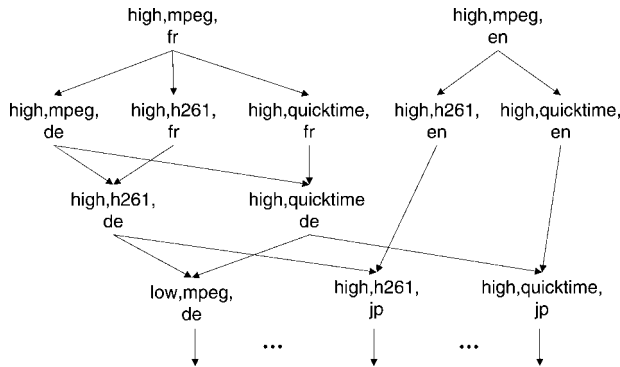 high,mpeg,
fr
high,mpeg,
en
high,mpeg,
de
high,h261,
fr
high,quicktime,
fr
high,h261,
en
high,quicktime,
en
high,h261,
de
high,quicktime
de
low,mpeg,
de
high,h261,
jp
high,quicktime,
jp
...
...